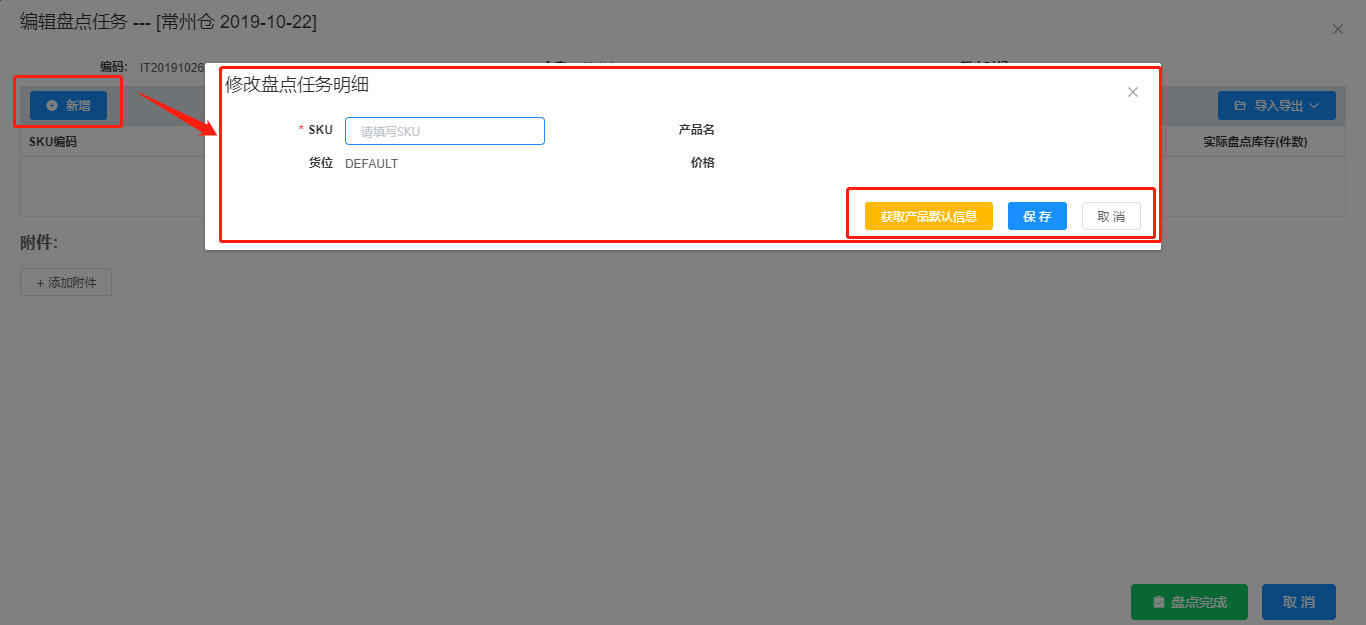 编辑盘点任务 --- [常州仓 2019-10-22]
编码: IT20191026
修改盘点任务明细
新增
导入导出
* SKU 请填写SKU 产品名
SKU编码
实际盘点库存(件数)
货位 DEFAULT 价格
获取产品默认信息 保 存 取 消
附件:
+ 添加附件
盘点完成 取 消